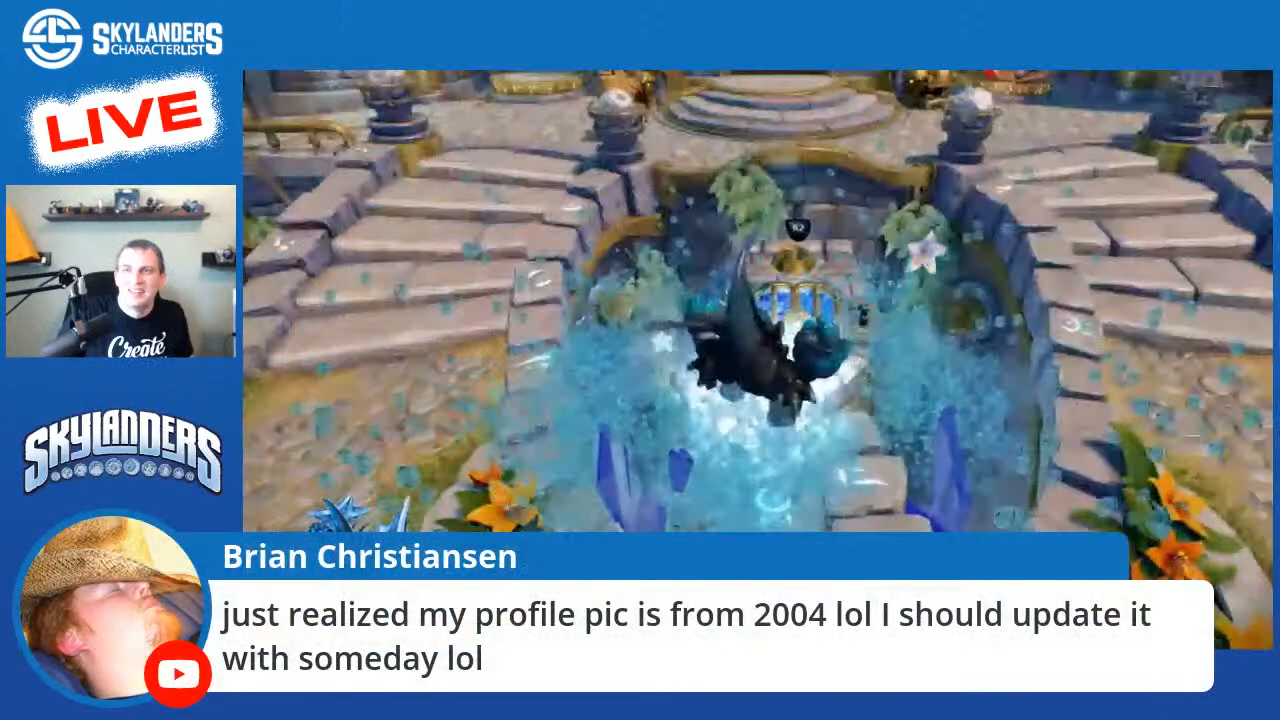 SKYLANDERS
CHARACTERLIST
LIVE
Create
SKYLANDERS
Brian Christiansen
just realized my profile pic is from 2004 lol I should update it
with someday lol